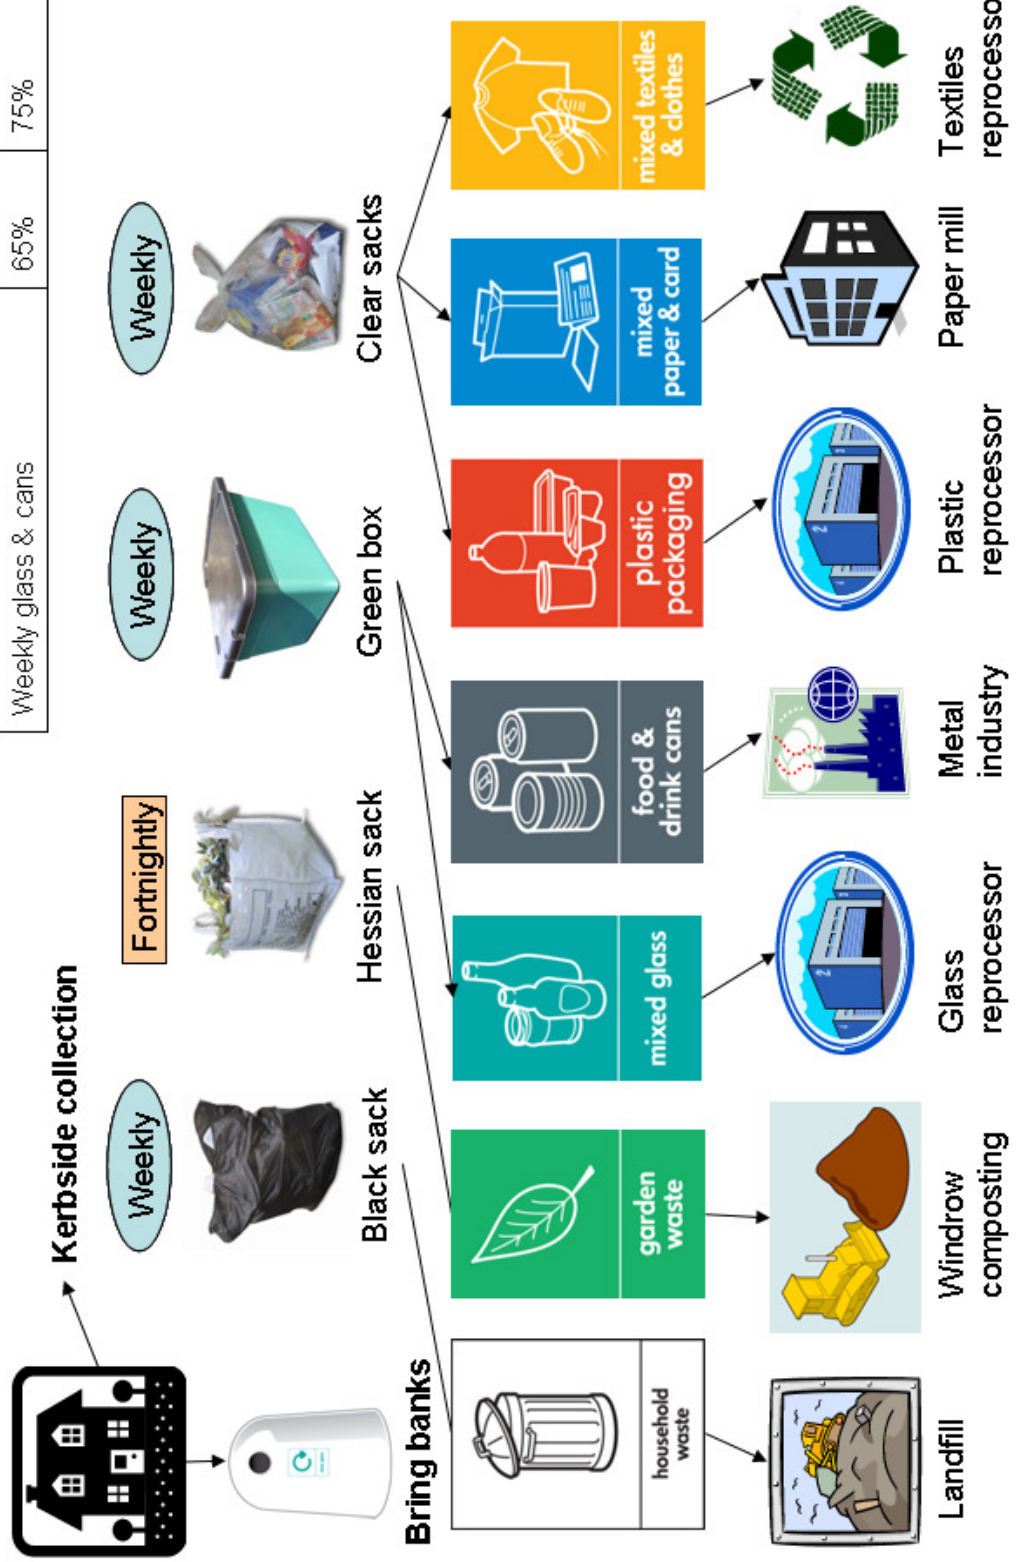 Weekly glass & cans 65% 75%
Kerbside collection
Bring banks
Weekly
Fortnightly
Weekly
Weekly
Black sack
Hessian sack
Green box
Clear sacks
household
waste
garden
waste
mixed glass
food &
drink cans
plastic
packaging
mixed
paper & card
mixed textiles
& clothes
Landfill
Windrow
composting
Glass
reprocessor
Metal
industry
Plastic
reprocessor
Paper mill
Textiles
reprocesso